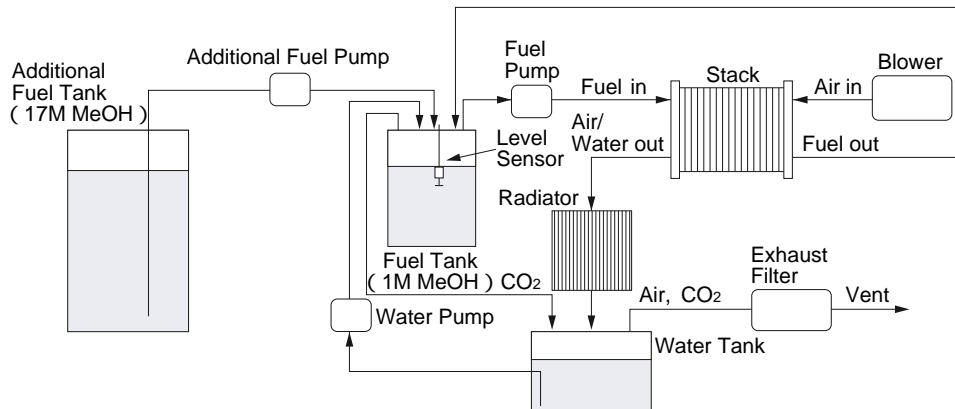 Additional Fuel Pump
Additional
Fuel Tank
( 17M MeOH )
Fuel
Pump
Fuel in
Stack
Air in
Blower
Level
Sensor
Air/
Water out
Fuel out
Radiator
Fuel Tank
( 1M MeOH ) CO2
Water Pump
Exhaust
Filter
Air, CO2
Vent
Water Tank